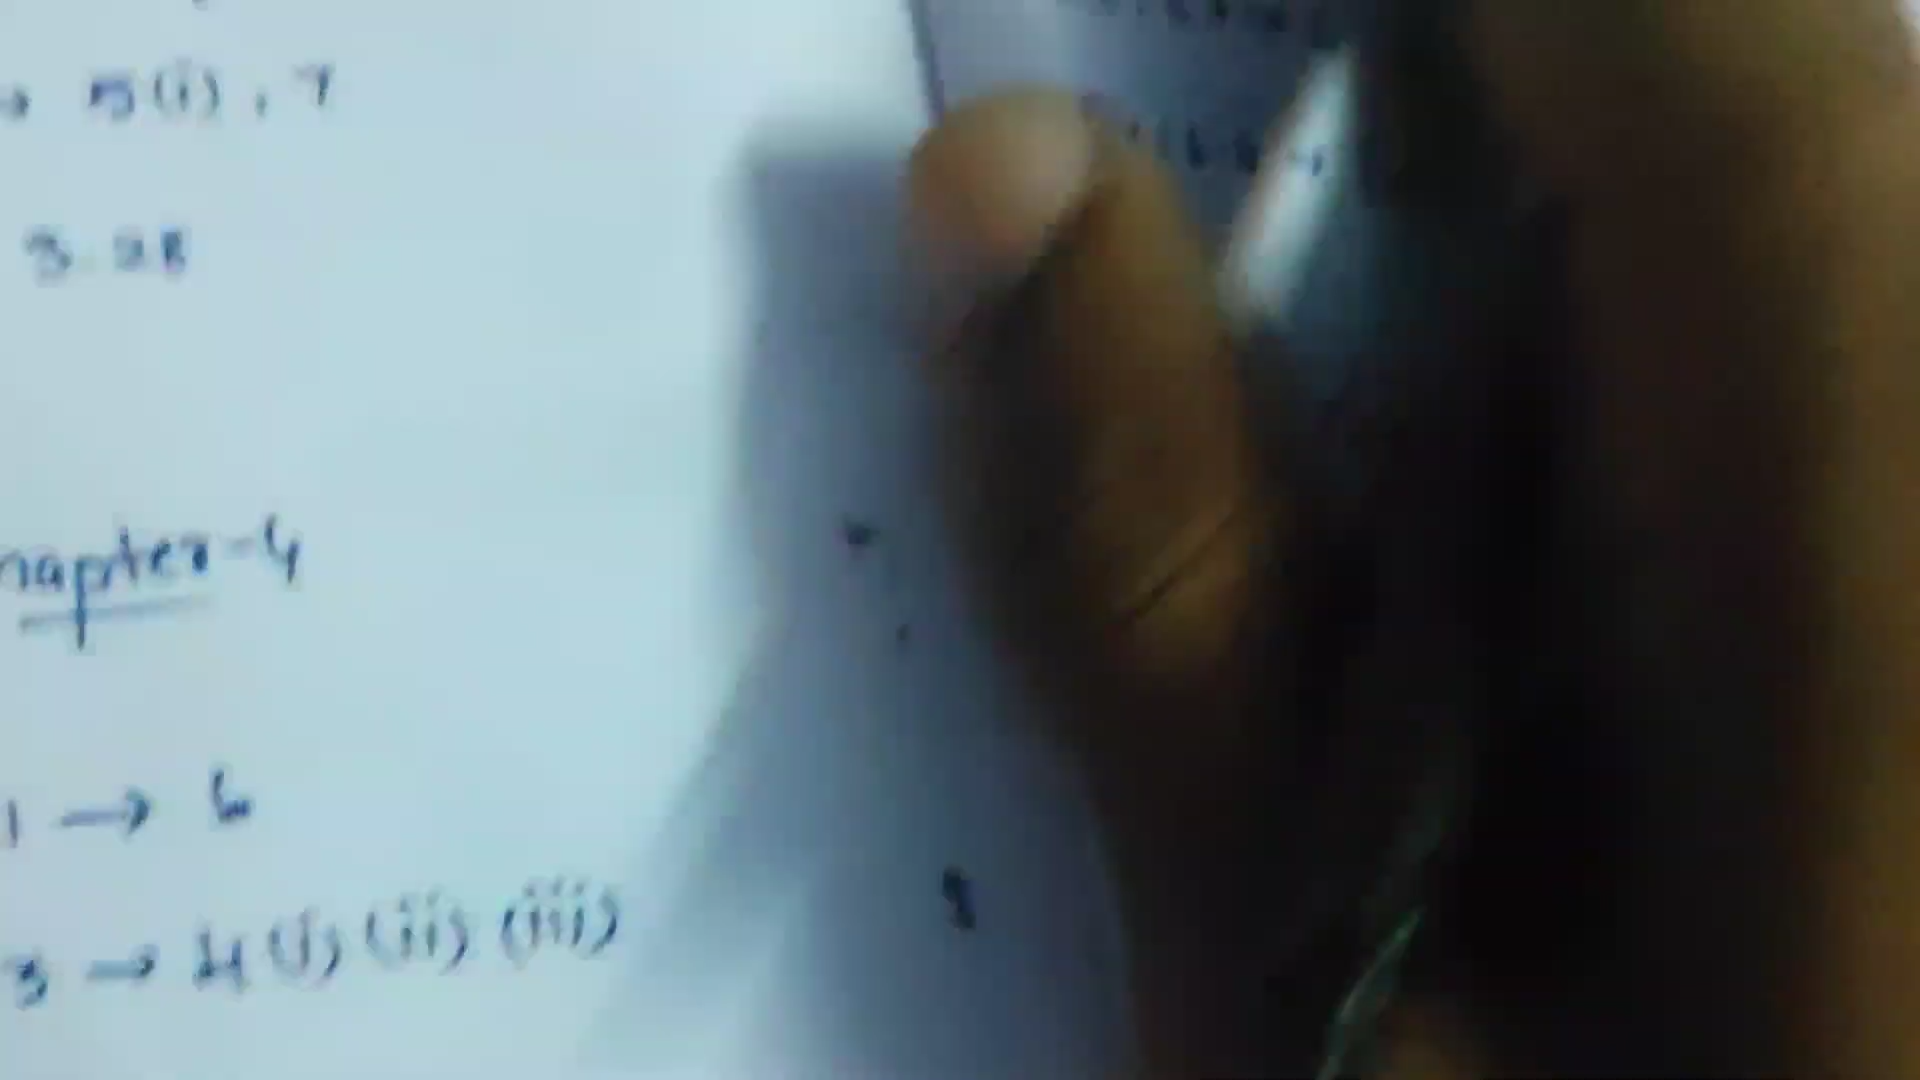 → 5(i), 7
3.28
hapter-4
1 → 6
3 → 4(i) (ii) (iii)